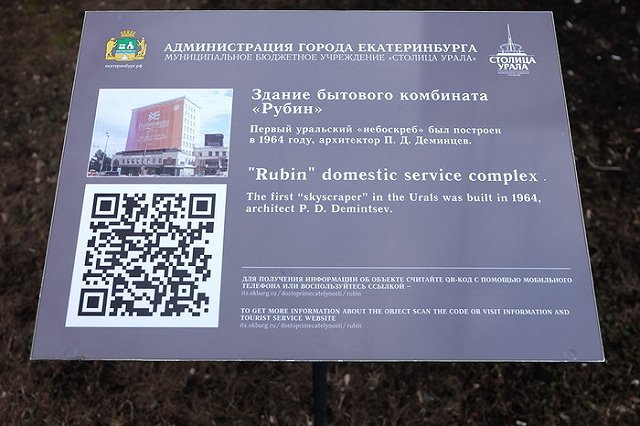 АДМИНИСТРАЦИЯ ГОРОДА ЕКАТЕРИНБУРГА
МУНИЦИПАЛЬНОЕ БЮДЖЕТНОЕ УЧРЕЖДЕНИЕ «СТОЛИЦА УРАЛА»
екатеринбург.рф
СТОЛИЦА
УРАЛА
Здание бытового комбината
«Рубин»
Первый уральский «небоскреб» был построен
в 1964 году, архитектор П. Д. Деминцев.
"Rubin" domestic service complex .
The first “skyscraper” in the Urals was built in 1964,
architect P. D. Demintsev.
ДЛЯ ПОЛУЧЕНИЯ ИНФОРМАЦИИ ОБ ОБЪЕКТЕ СЧИТАЙТЕ QR-КОД С ПОМОЩЬЮ МОБИЛЬНОГО
ТЕЛЕФОНА ИЛИ ВОСПОЛЬЗУЙТЕСЬ ССЫЛКОЙ –
its.ekburg.ru/dostoprimecatelynosti/rubin
TO GET MORE INFORMATION ABOUT THE OBJECT SCAN THE CODE OR VISIT INFORMATION AND
TOURIST SERVICE WEBSITE
its.ekburg.ru/dostoprimecatelynosti/rubin